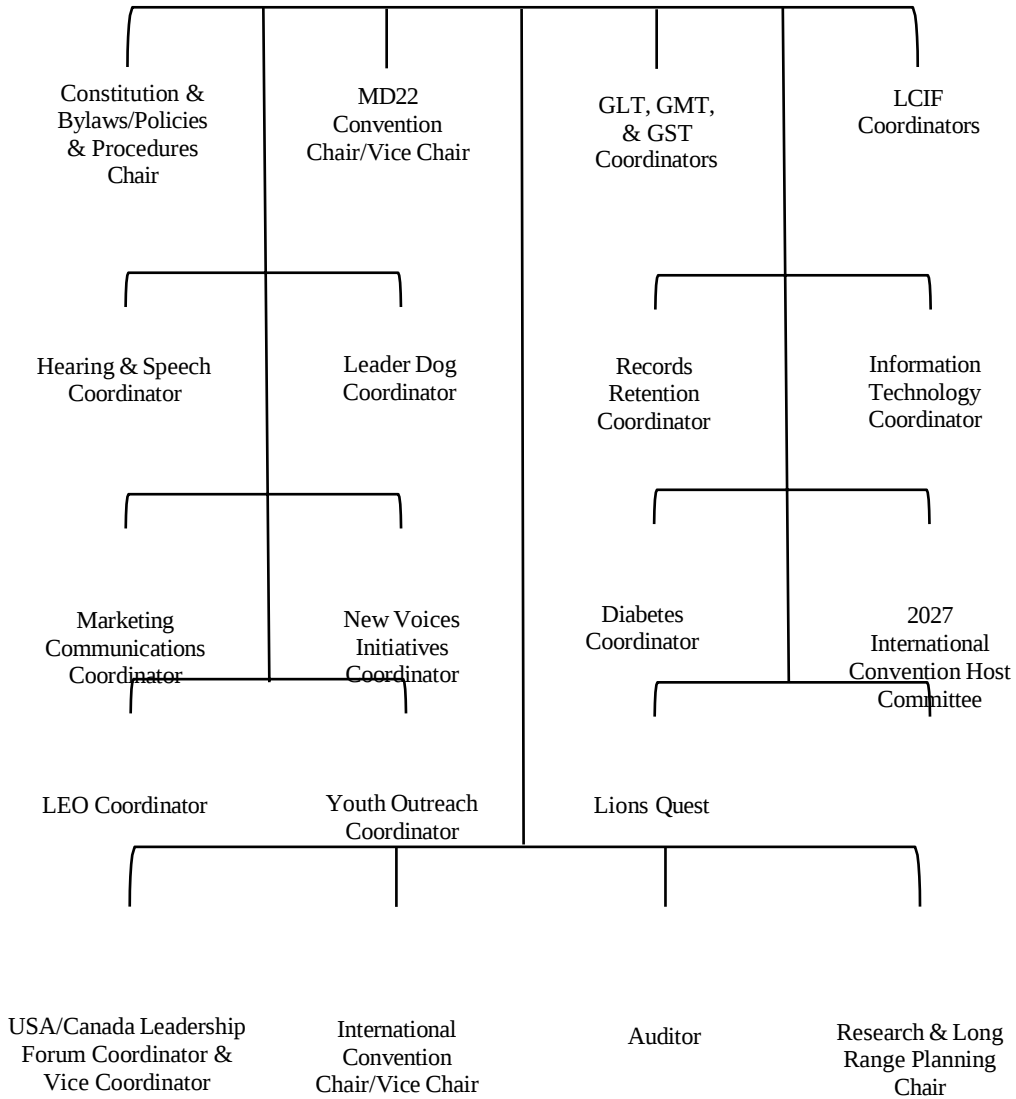 Constitution &
Bylaws/Policies
& Procedures
Chair
MD22
Convention
Chair/Vice Chair
GLT, GMT,
& GST
Coordinators
LCIF
Coordinators
Hearing & Speech
Coordinator
Leader Dog
Coordinator
Records
Retention
Coordinator
Information
Technology
Coordinator
Marketing
Communications
Coordinator
New Voices
Initiatives
Coordinator
Diabetes
Coordinator
2027
International
Convention Host
Committee
LEO Coordinator
Youth Outreach
Coordinator
Lions Quest
USA/Canada Leadership
Forum Coordinator &
Vice Coordinator
International
Convention
Chair/Vice Chair
Auditor
Research & Long
Range Planning
Chair